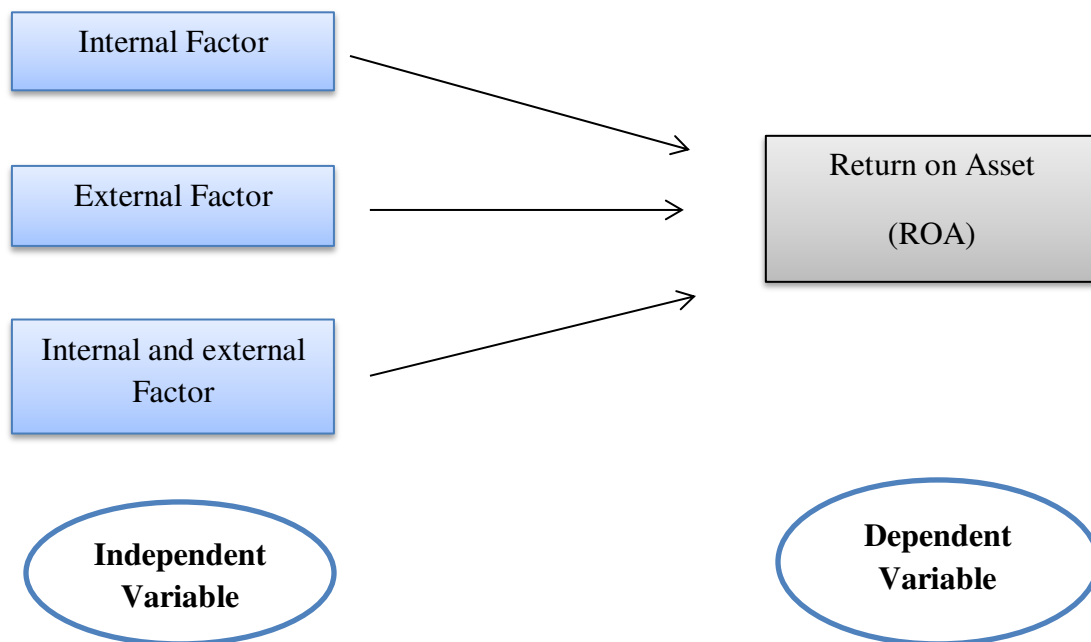 Internal Factor
External Factor
Internal and external
Factor
Return on Asset
(ROA)
Independent
Variable
Dependent
Variable